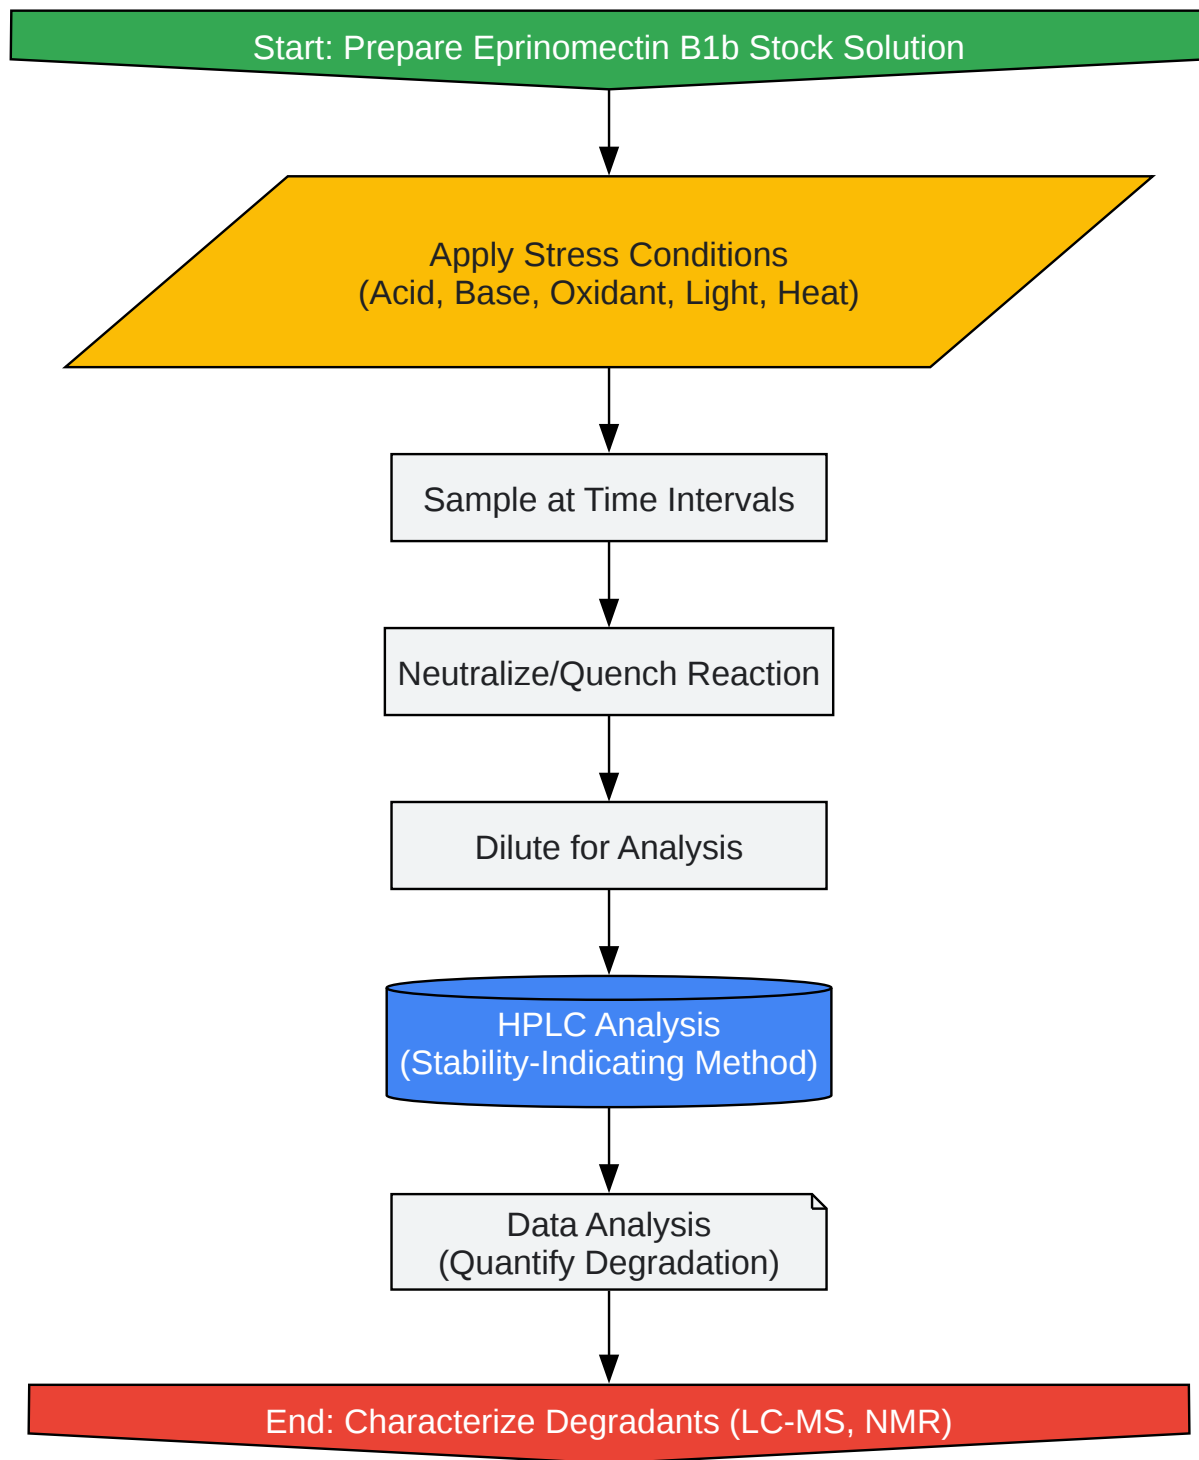 Start: Prepare Eprinomectin B1b Stock Solution
Apply Stress Conditions
(Acid, Base, Oxidant, Light, Heat)
Sample at Time Intervals
Neutralize/Quench Reaction
Dilute for Analysis
HPLC Analysis
(Stability-Indicating Method)
Data Analysis
(Quantify Degradation)
End: Characterize Degradants (LC-MS, NMR)